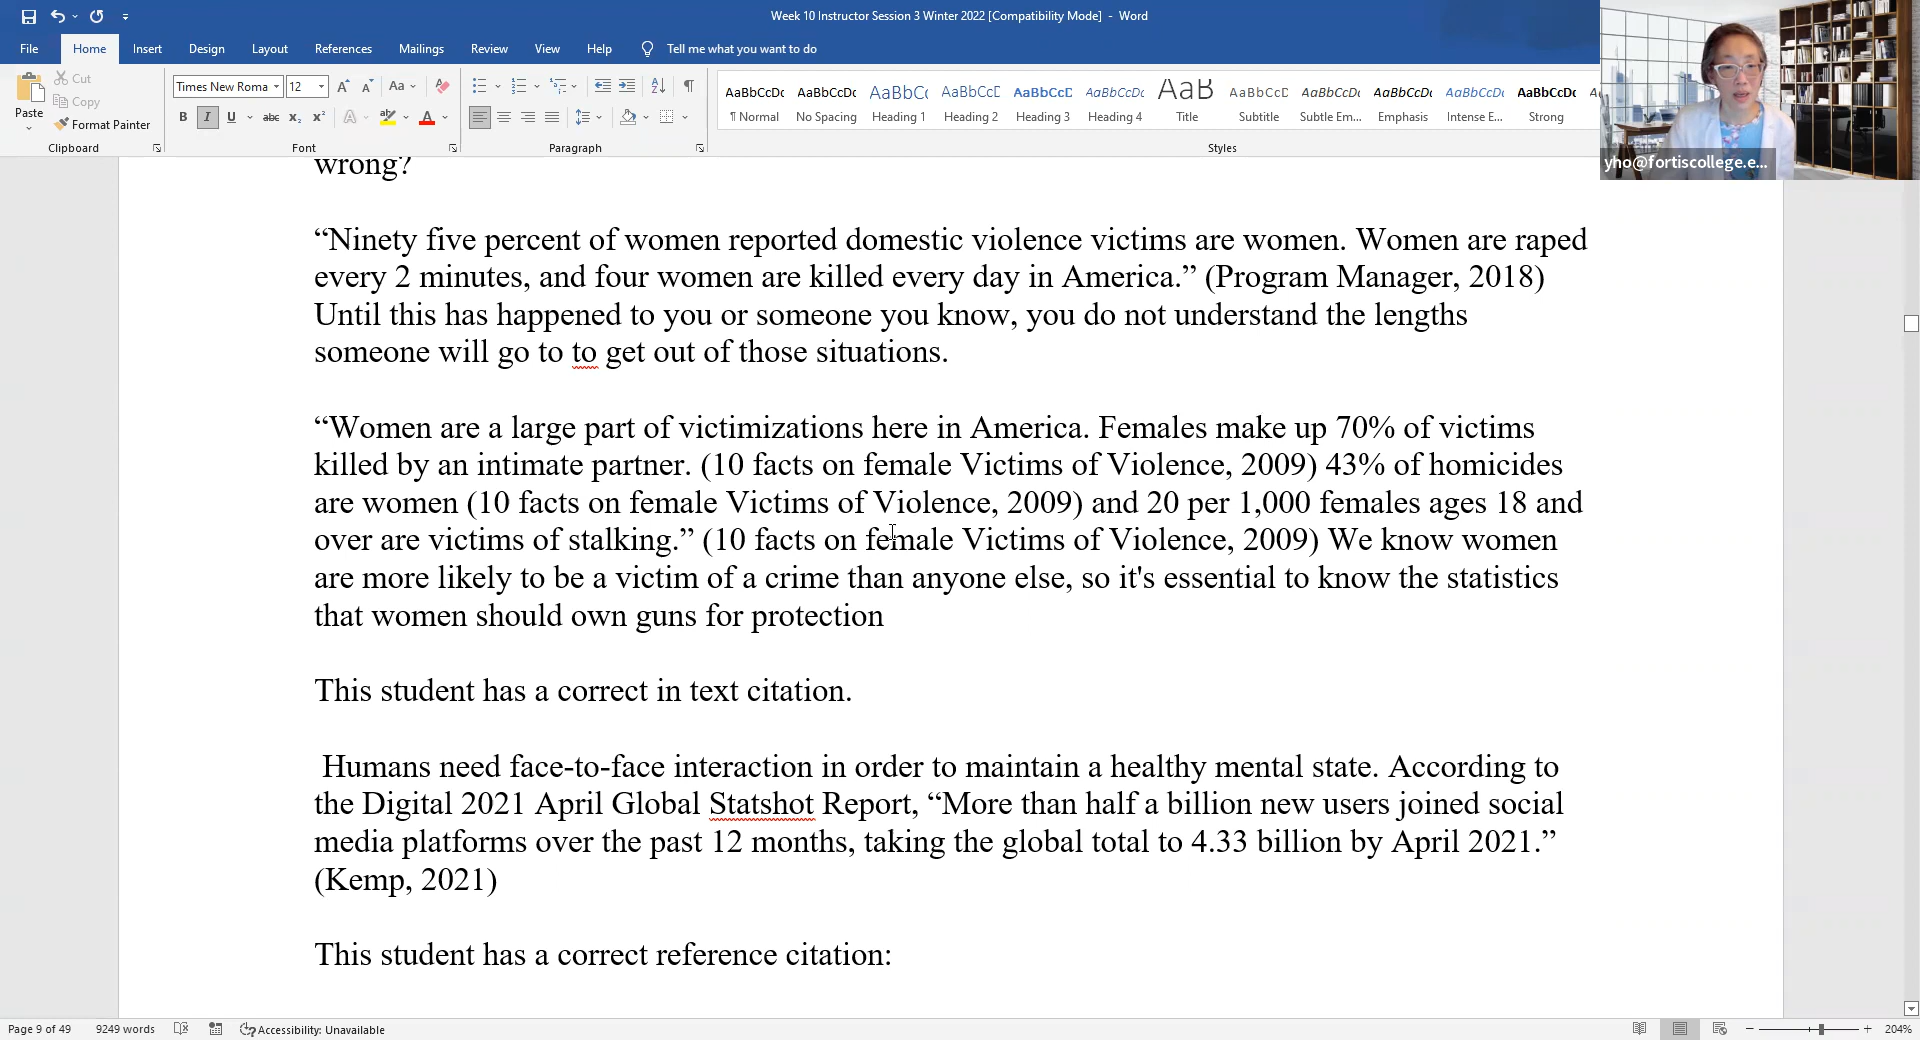 Week 10 Instructor Session 3 Winter 2022 [Compatibility Mode] - Word
File Home Insert Design Layout References Mailings Review View Help Tell me what you want to do
Cut
Copy
Paste
Format Painter
Times New Roma 12 Aa
B I U abc x₂ x² A A
AaBbCcDc AaBbCcDc AaBbC AaBbCcD AaBbCcD AaBbCcDc AaB AaBbCcD AaBbCcDc AaBbCcDc AaBbCcDc AaBbCcDc
¶ Normal No Spacing Heading 1 Heading 2 Heading 3 Heading 4 Title Subtitle Subtle Em... Emphasis Intense E... Strong
Clipboard Font Paragraph Styles
yho@fortiscollege.e...
wrong?
“Ninety five percent of women reported domestic violence victims are women. Women are raped
every 2 minutes, and four women are killed every day in America.” (Program Manager, 2018)
Until this has happened to you or someone you know, you do not understand the lengths
someone will go to to get out of those situations.
“Women are a large part of victimizations here in America. Females make up 70% of victims
killed by an intimate partner. (10 facts on female Victims of Violence, 2009) 43% of homicides
are women (10 facts on female Victims of Violence, 2009) and 20 per 1,000 females ages 18 and
over are victims of stalking.” (10 facts on female Victims of Violence, 2009) We know women
are more likely to be a victim of a crime than anyone else, so it's essential to know the statistics
that women should own guns for protection
This student has a correct in text citation.
Humans need face-to-face interaction in order to maintain a healthy mental state. According to
the Digital 2021 April Global Statshot Report, “More than half a billion new users joined social
media platforms over the past 12 months, taking the global total to 4.33 billion by April 2021.”
(Kemp, 2021)
This student has a correct reference citation:
Page 9 of 49 9249 words Accessibility: Unavailable 204%